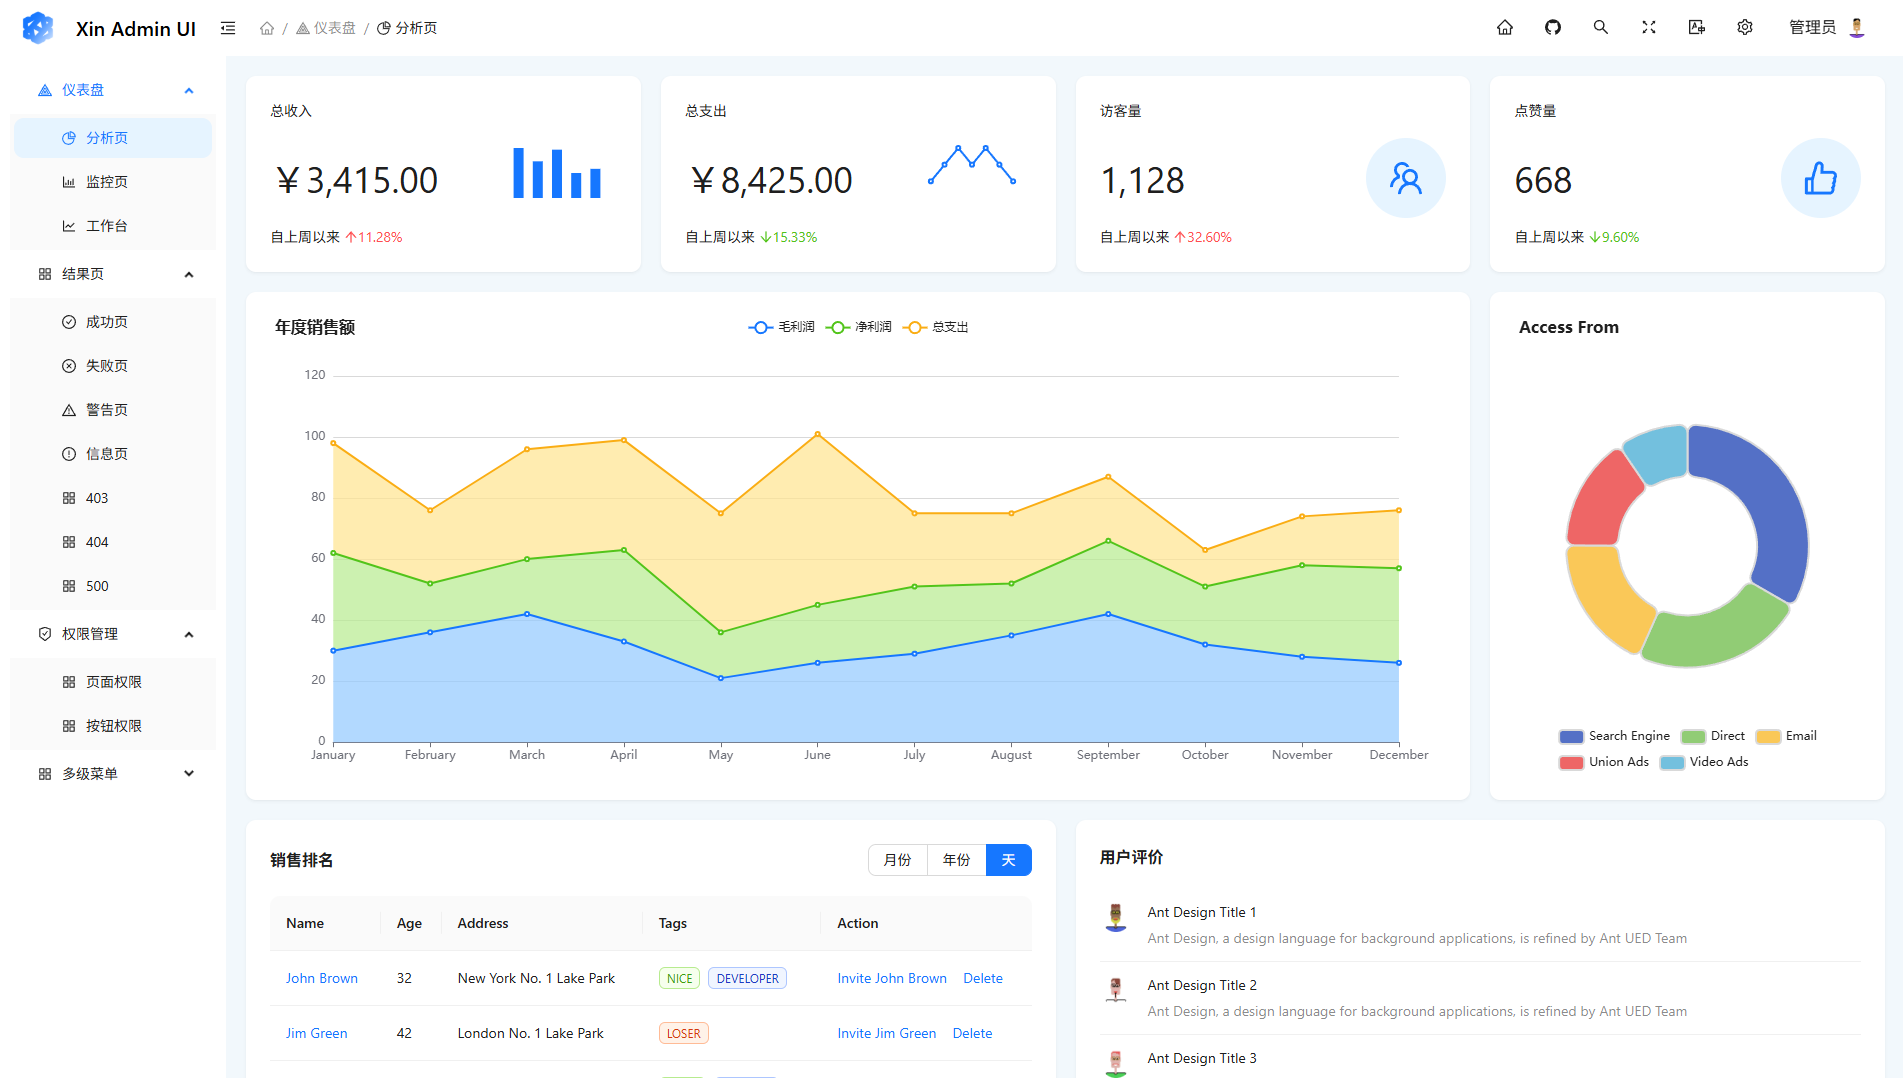 Xin Admin UI
/ 仪表盘 / 分析页
管理员
仪表盘
分析页
监控页
工作台
结果页
成功页
失败页
警告页
信息页
403
404
500
权限管理
页面权限
按钮权限
多级菜单
总收入
￥3,415.00
自上周以来 11.28%
总支出
￥8,425.00
自上周以来 15.33%
访客量
1,128
自上周以来 32.60%
点赞量
668
自上周以来 9.60%
年度销售额
毛利润 净利润 总支出
120
100
80
60
40
20
0
January February March April May June July August September October November December
Access From
Search Engine Direct Email
Union Ads Video Ads
销售排名
月份 年份 天
Name Age Address Tags Action
John Brown 32 New York No. 1 Lake Park NICE DEVELOPER Invite John Brown Delete
Jim Green 42 London No. 1 Lake Park LOSER Invite Jim Green Delete
用户评价
Ant Design Title 1
Ant Design, a design language for background applications, is refined by Ant UED Team
Ant Design Title 2
Ant Design, a design language for background applications, is refined by Ant UED Team
Ant Design Title 3